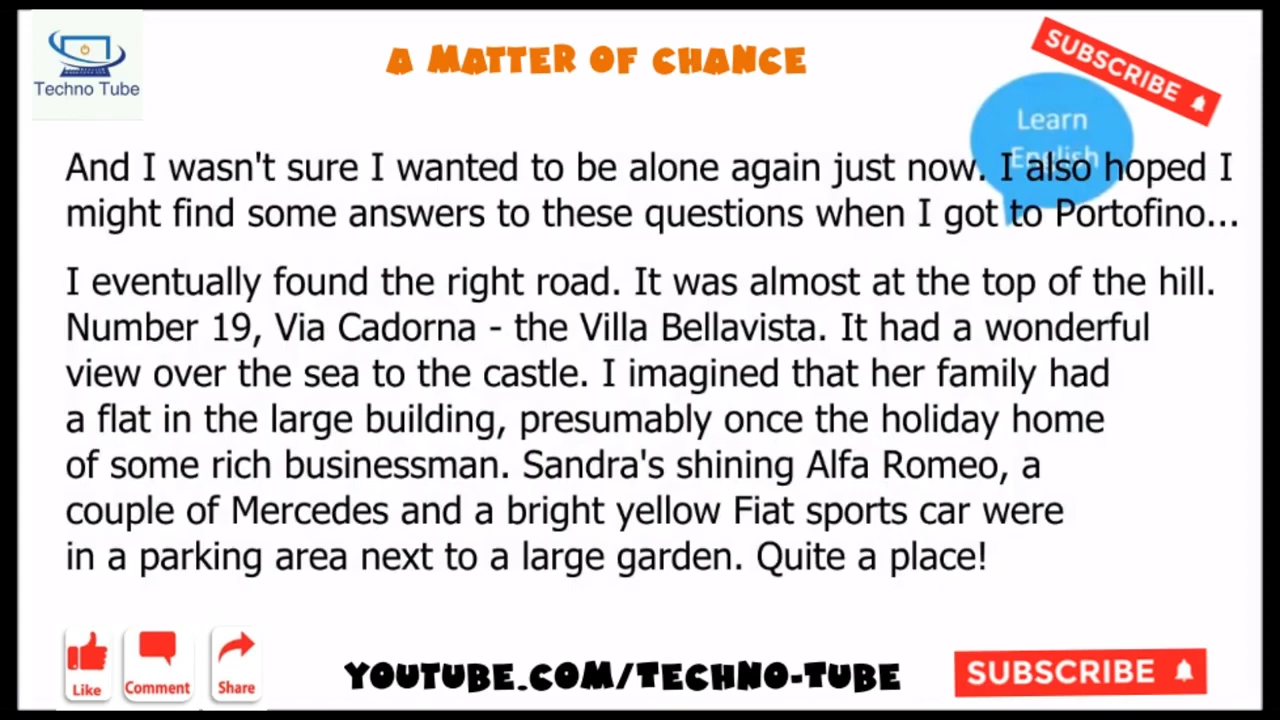 Techno Tube
A MATTER OF CHANCE
SUBSCRIBE
Learn
English
And I wasn't sure I wanted to be alone again just now. I also hoped I
might find some answers to these questions when I got to Portofino...
I eventually found the right road. It was almost at the top of the hill.
Number 19, Via Cadorna - the Villa Bellavista. It had a wonderful
view over the sea to the castle. I imagined that her family had
a flat in the large building, presumably once the holiday home
of some rich businessman. Sandra's shining Alfa Romeo, a
couple of Mercedes and a bright yellow Fiat sports car were
in a parking area next to a large garden. Quite a place!
Like
Comment
Share
YOUTUBE.COM/TECHNO-TUBE
SUBSCRIBE